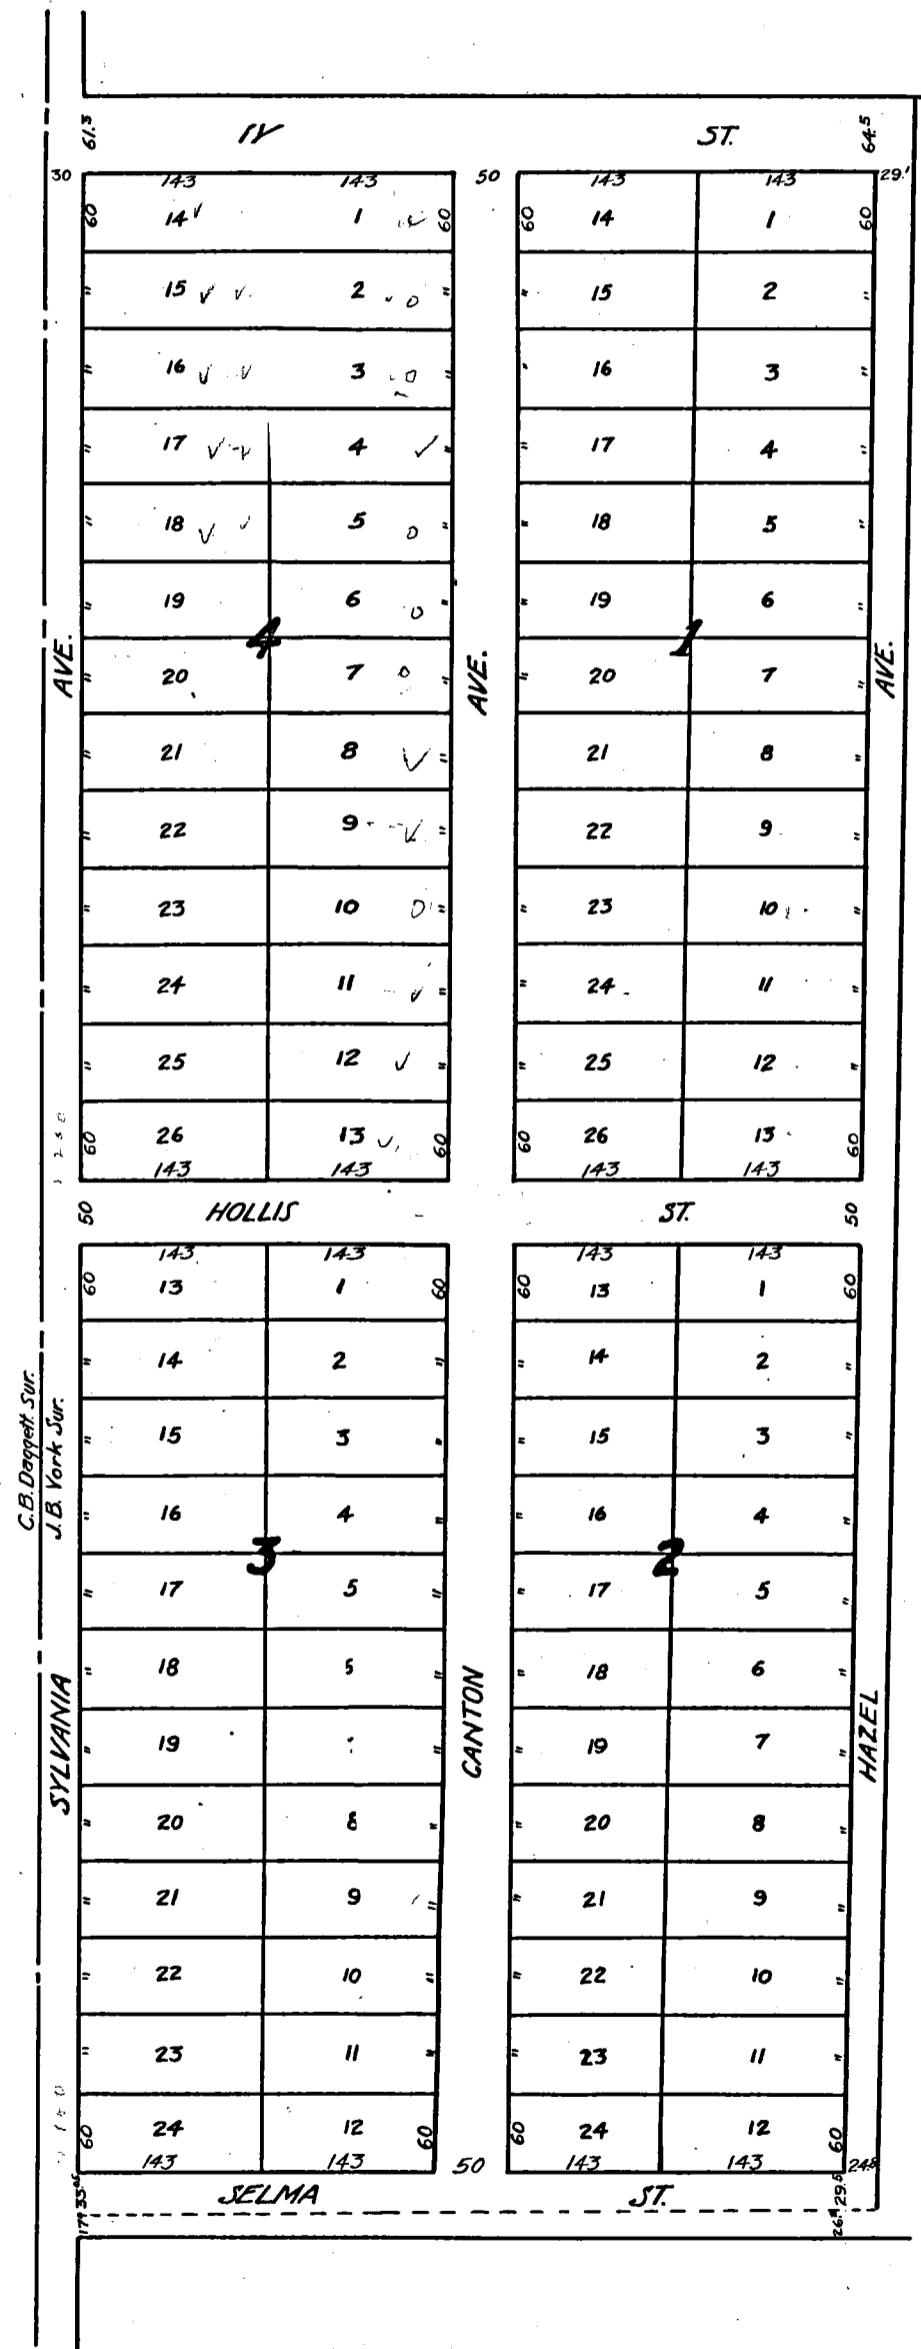 61.3 IY ST. 64.5
30 143 143 50 143 143 29.1
60 14 1 60 60 14 1 60
" 15 2 " " 15 2 "
" 16 3 " " 16 3 "
" 17 4 " " 17 4 "
" 18 5 " " 18 5 "
" 19 6 " " 19 6 "
4 1
AVE. AVE. AVE.
" 20 7 " " 20 7 "
" 21 8 " 21 8 "
" 22 9 " 22 9 "
" 23 10 " " 23 10 "
" 24 11 " " 24 11 "
" 25 12 " " 25 12 "
60 26 13 60 60 26 13 60
143 143 143 143
50 HOLLIS ST. 50
143 143 143 143
60 13 1 60 60 13 1 60
" 14 2 " " 14 2 "
C.B. Daggett Sur.
J.B. York Sur.
" 15 3 " " 15 3 "
" 16 4 " " 16 4 "
3 2
" 17 5 " " 17 5 "
" 18 " " 18 6 "
SYLVANIA CANTON HAZEL
" 19 " " 19 7 "
" 20 8 " " 20 8 "
" 21 9 " " 21 9 "
" 22 10 " " 22 10 "
" 23 11 " " 23 11 "
60 24 12 60 60 24 12 60
143 143 50 143 143 24.8
SELMA ST.